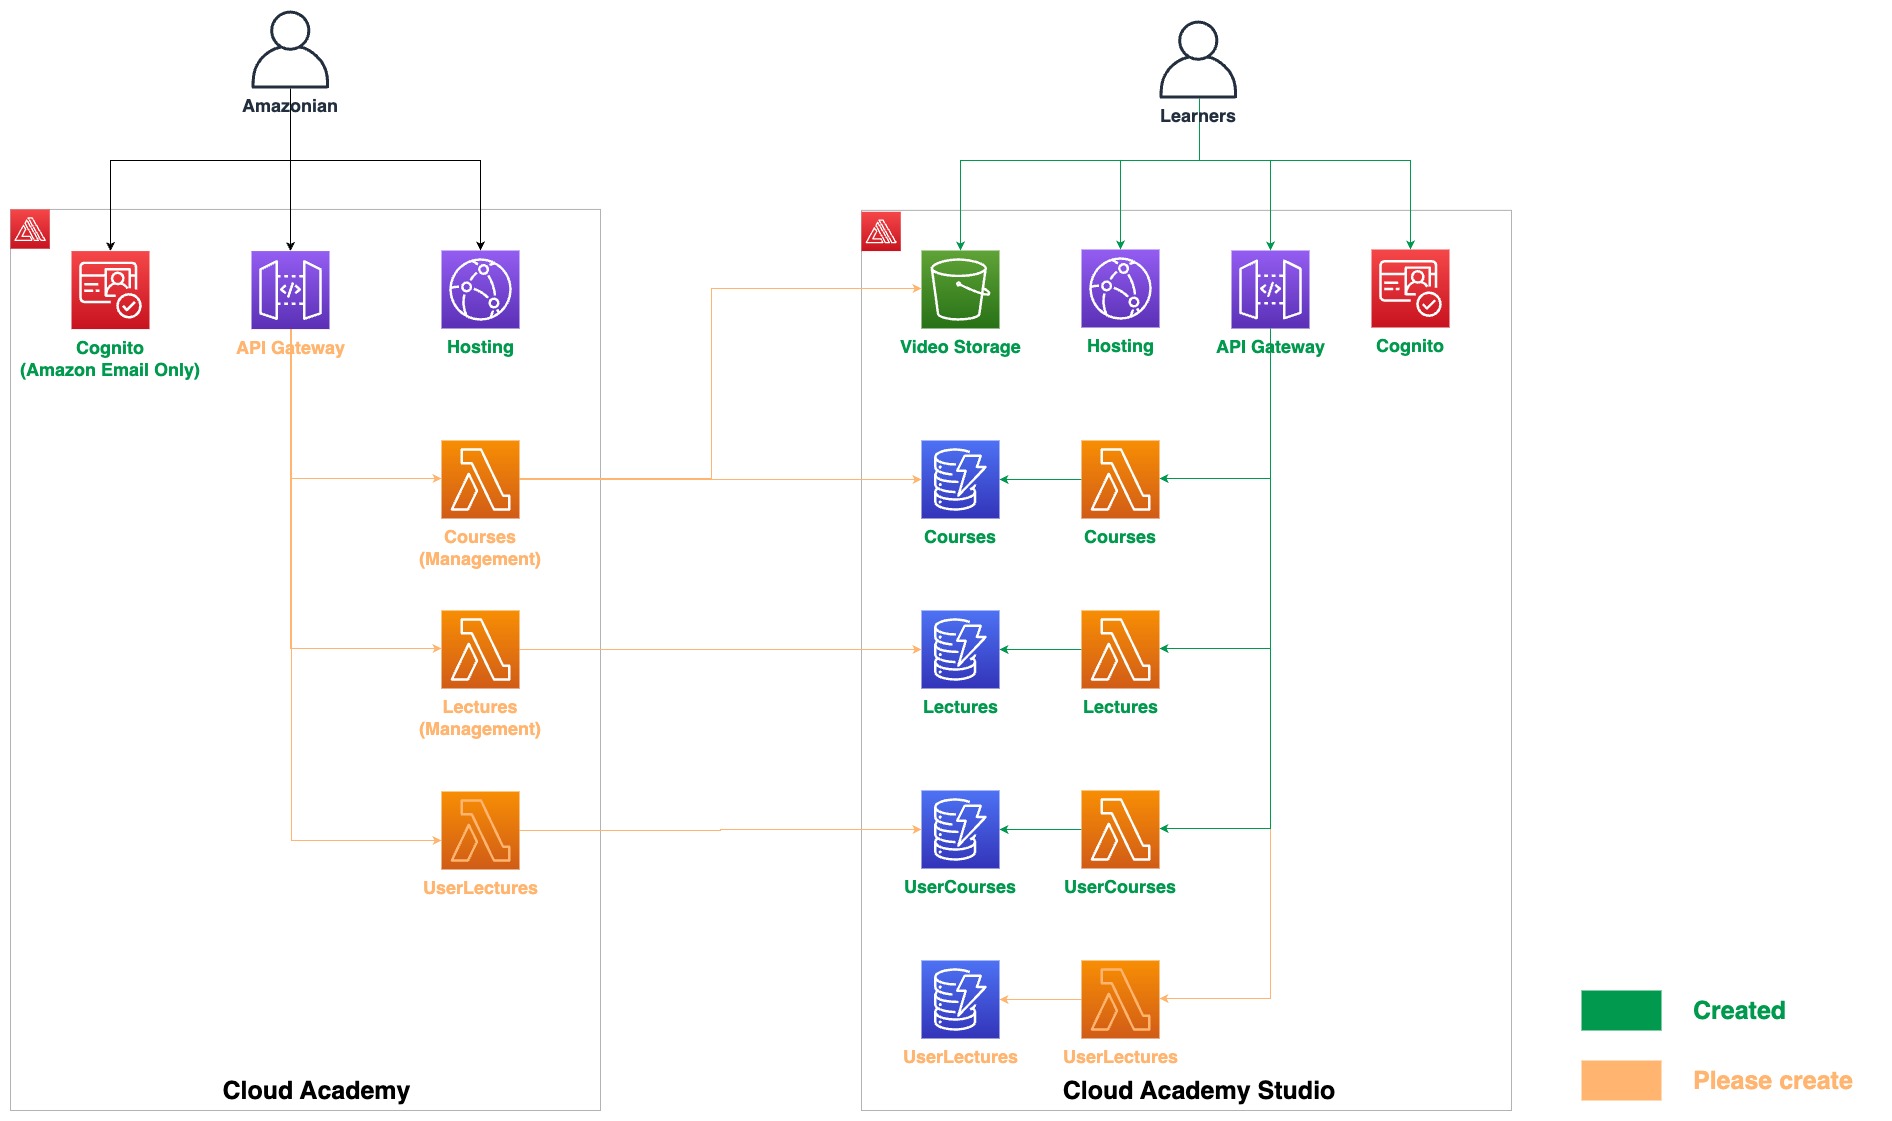 Amazonian
Learners
Cognito
(Amazon Email Only)
API Gateway
Hosting
Video Storage
Hosting
API Gateway
Cognito
Courses
(Management)
Courses
Courses
Lectures
(Management)
Lectures
Lectures
UserLectures
UserCourses
UserCourses
UserLectures
UserLectures
Cloud Academy
Cloud Academy Studio
Created
Please create